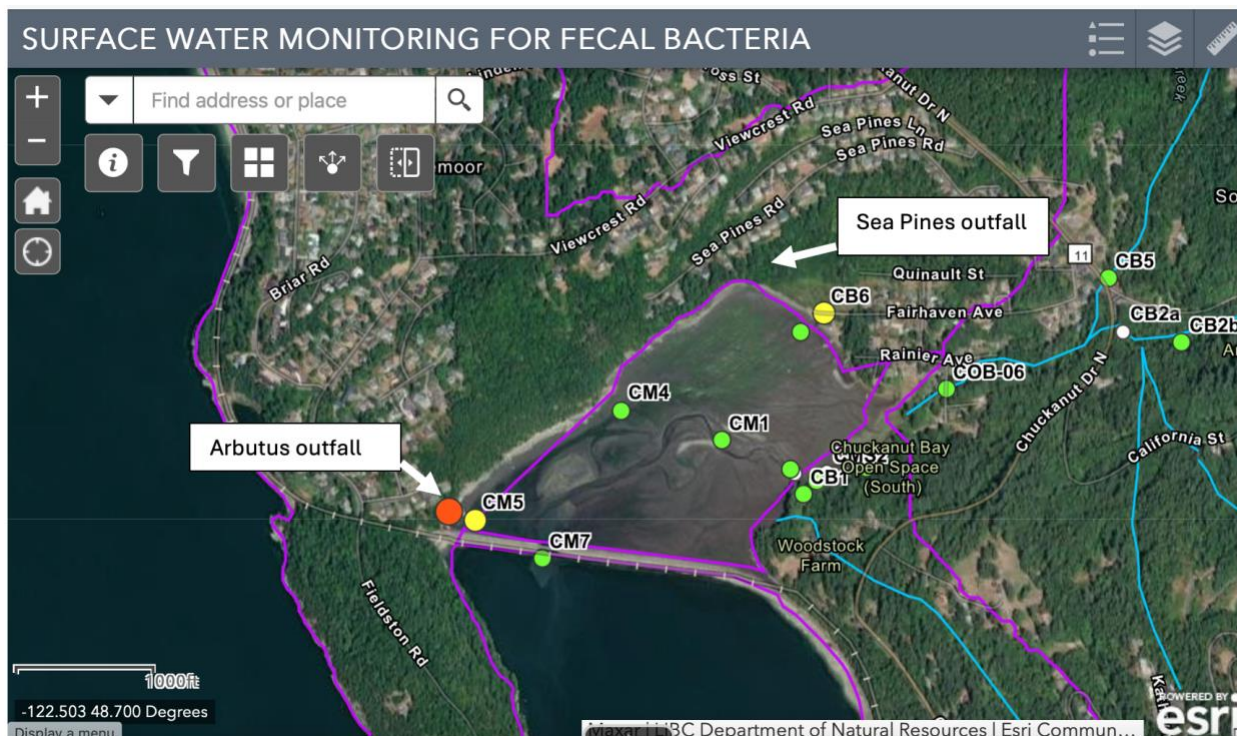 SURFACE WATER MONITORING FOR FECAL BACTERIA
+
Find address or place
−
i
Viewcrest Rd
Sea Pines Ln
Sea Pines Rd
moor
Sea Pines outfall
Viewcrest Rd
Sea Pines Rd
11
CB5
Briar Rd
Quinault St
CB6
Fairhaven Ave
CB2a
CB2b
Rainier Ave
COB-06
CM4
Chuckanut Dr N
CM1
California St
Arbutus outfall
Chuckanut Bay
Open Space
(South)
CB1
CM5
CM7
Woodstock
Farm
Fieldston Rd
1000ft
-122.503 48.700 Degrees
POWERED BY
esri
Display a menu
BC Department of Natural Resources | Esri Commun...